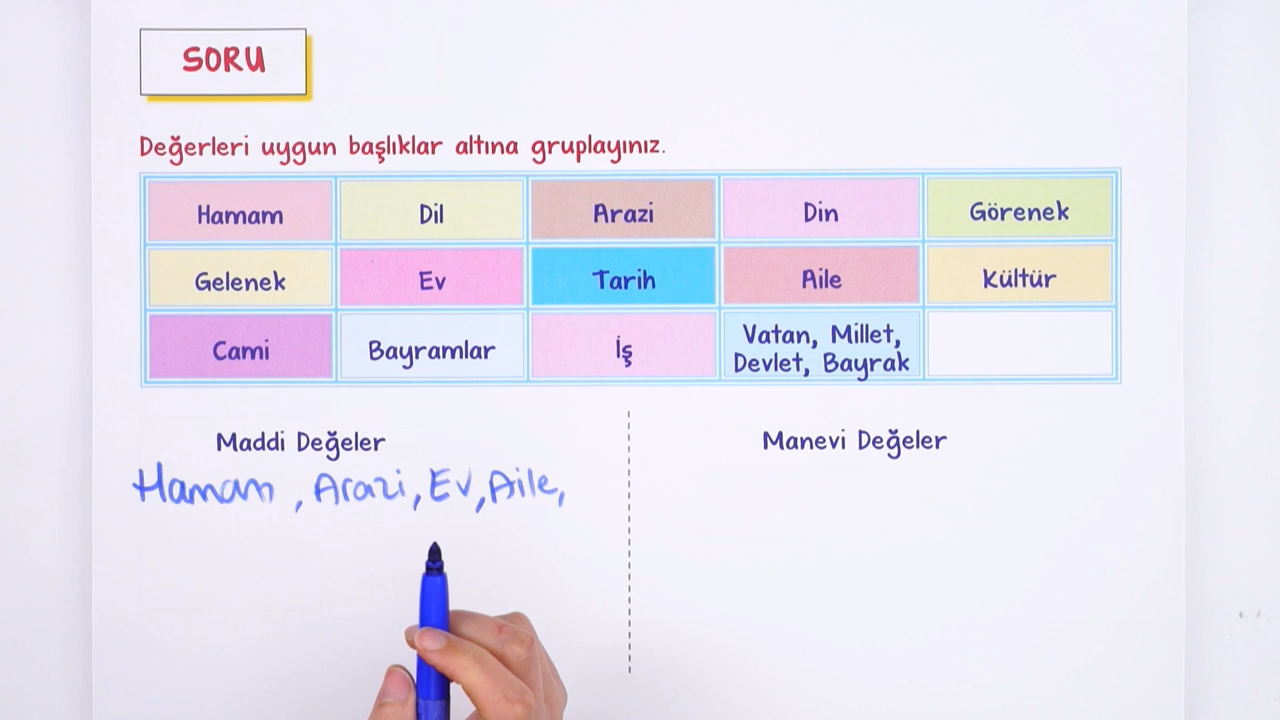 SORU
Değerleri uygun başlıklar altına gruplayınız.
Hamam Dil Arazi Din Görenek
Gelenek Ev Tarih Aile Kültür
Cami Bayramlar İş Vatan, Millet,
Devlet, Bayrak
Maddi Değeler Manevi Değeler
Hamam, Arazi, Ev, Aile,